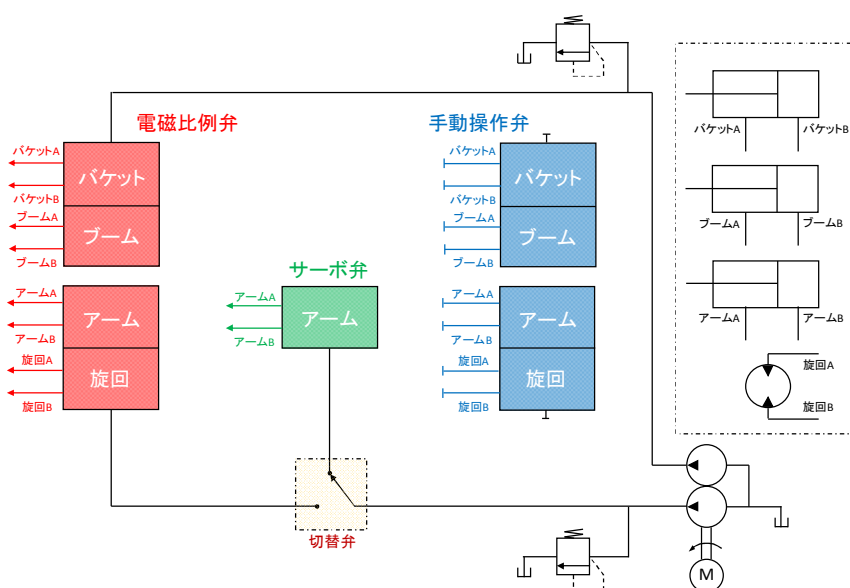 電磁比例弁
手動操作弁
サーボ弁
バケットA
バケットB
ブームA
ブームB
バケット
ブーム
アームA
アームB
旋回A
旋回B
アーム
旋回
アームA
アームB
アーム
切替弁
バケットA
バケットB
ブームA
ブームB
バケット
ブーム
アームA
アームB
旋回A
旋回B
アーム
旋回
バケットA
バケットB
ブームA
ブームB
アームA
アームB
旋回A
旋回B
M